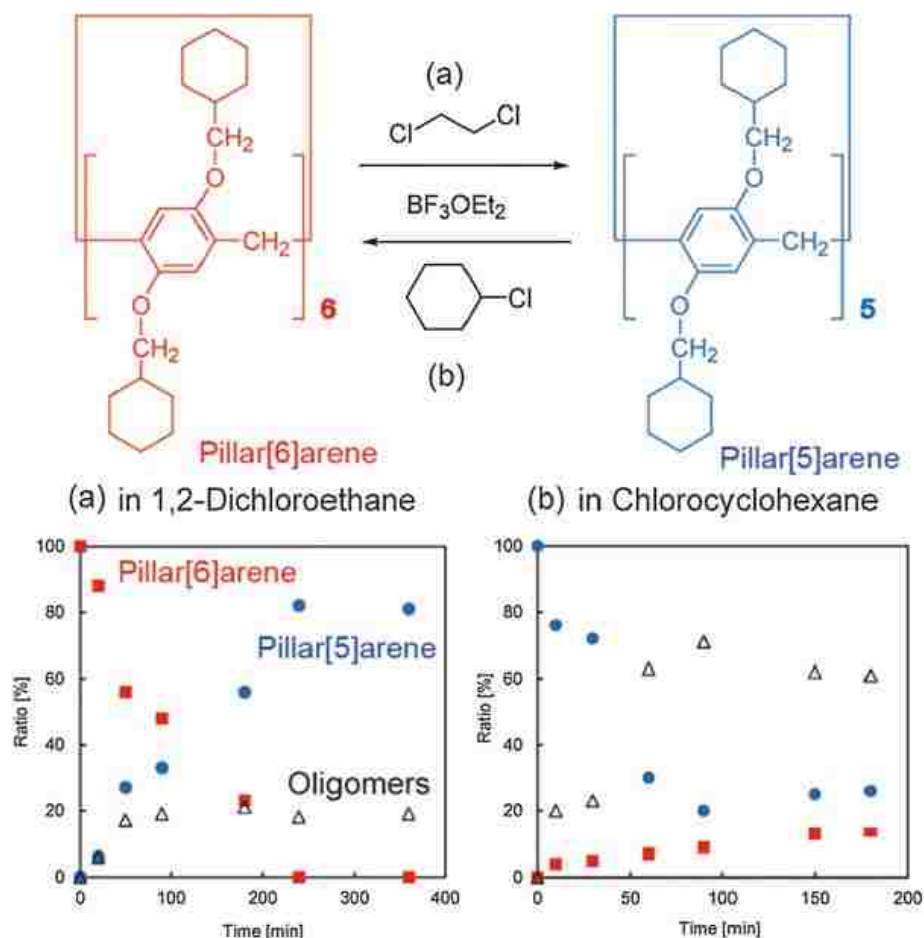 (a)
Cl
Cl
BF3OEt2
Cl
(b)
CH2
O
CH2
O
CH2
6
CH2
O
CH2
O
CH2
5
Pillar[6]arene
Pillar[5]arene
(a) in 1,2-Dichloroethane
(b) in Chlorocyclohexane
100
80
60
40
20
0
Ratio [%]
Pillar[6]arene
Pillar[5]arene
Oligomers
0 100 200 300 400
Time [min]
100
80
60
40
20
0
Ratio [%]
0 50 100 150 200
Time [min]